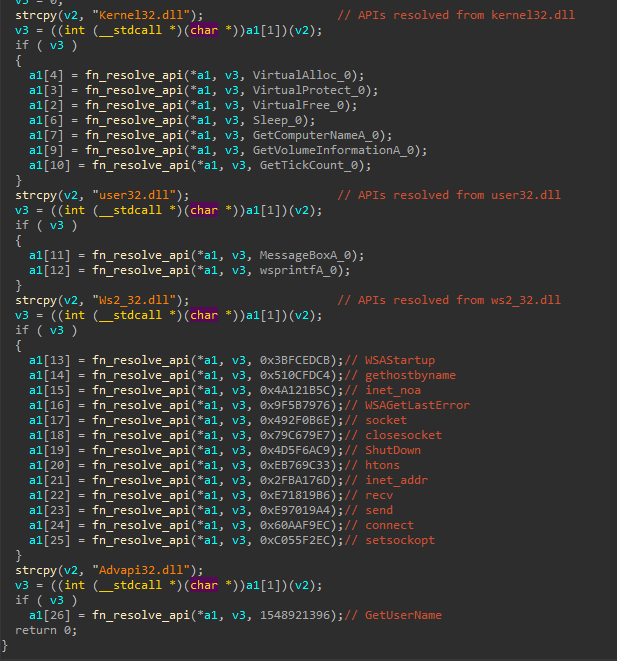 v3 = 0;
strcpy(v2, "Kernel32.dll"); // APIs resolved from kernel32.dll
v3 = ((int (__stdcall *)(char *))a1[1])(v2);
if ( v3 )
{
a1[4] = fn_resolve_api(*a1, v3, VirtualAlloc_0);
a1[3] = fn_resolve_api(*a1, v3, VirtualProtect_0);
a1[2] = fn_resolve_api(*a1, v3, VirtualFree_0);
a1[6] = fn_resolve_api(*a1, v3, Sleep_0);
a1[7] = fn_resolve_api(*a1, v3, GetComputerNameA_0);
a1[9] = fn_resolve_api(*a1, v3, GetVolumeInformationA_0);
a1[10] = fn_resolve_api(*a1, v3, GetTickCount_0);
}
strcpy(v2, "user32.dll"); // APIs resolved from user32.dll
v3 = ((int (__stdcall *)(char *))a1[1])(v2);
if ( v3 )
{
a1[11] = fn_resolve_api(*a1, v3, MessageBoxA_0);
a1[12] = fn_resolve_api(*a1, v3, wsprintfA_0);
}
strcpy(v2, "Ws2_32.dll"); // APIs resolved from ws2_32.dll
v3 = ((int (__stdcall *)(char *))a1[1])(v2);
if ( v3 )
{
a1[13] = fn_resolve_api(*a1, v3, 0x3BFCEDCB);// WSAStartup
a1[14] = fn_resolve_api(*a1, v3, 0x510CFDC4);// gethostbyname
a1[15] = fn_resolve_api(*a1, v3, 0x4A121B5C);// inet_noa
a1[16] = fn_resolve_api(*a1, v3, 0x9F5B7976);// WSAGetLastError
a1[17] = fn_resolve_api(*a1, v3, 0x492F0B6E);// socket
a1[18] = fn_resolve_api(*a1, v3, 0x79C679E7);// closesocket
a1[19] = fn_resolve_api(*a1, v3, 0x4D5F6AC9);// ShutDown
a1[20] = fn_resolve_api(*a1, v3, 0xEB769C33);// htons
a1[21] = fn_resolve_api(*a1, v3, 0x2FBA176D);// inet_addr
a1[22] = fn_resolve_api(*a1, v3, 0xE71819B6);// recv
a1[23] = fn_resolve_api(*a1, v3, 0xE97019A4);// send
a1[24] = fn_resolve_api(*a1, v3, 0x60AAF9EC);// connect
a1[25] = fn_resolve_api(*a1, v3, 0xC055F2EC);// setsockopt
}
strcpy(v2, "Advapi32.dll");
v3 = ((int (__stdcall *)(char *))a1[1])(v2);
if ( v3 )
a1[26] = fn_resolve_api(*a1, v3, 1548921396);// GetUserName
return 0;
}